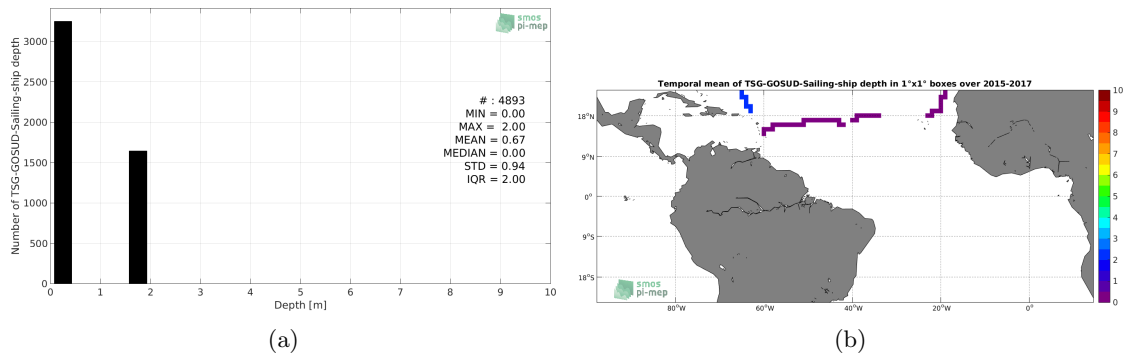 smos
pi-mep
3000
2500
2000
1500
1000
500
0
Number of TSG-GOSUD-Sailing-ship depth
# : 4893
MIN = 0.00
MAX = 2.00
MEAN = 0.67
MEDIAN = 0.00
STD = 0.94
IQR = 2.00
0 1 2 3 4 5 6 7 8 9 10
Depth [m]
(a)
Temporal mean of TSG-GOSUD-Sailing-ship depth in 1°x1° boxes over 2015-2017
18°N
9°N
0°
9°S
18°S
80°W 60°W 40°W 20°W 0°
smos
pi-mep
10
9
8
7
6
5
4
3
2
1
0
(b)